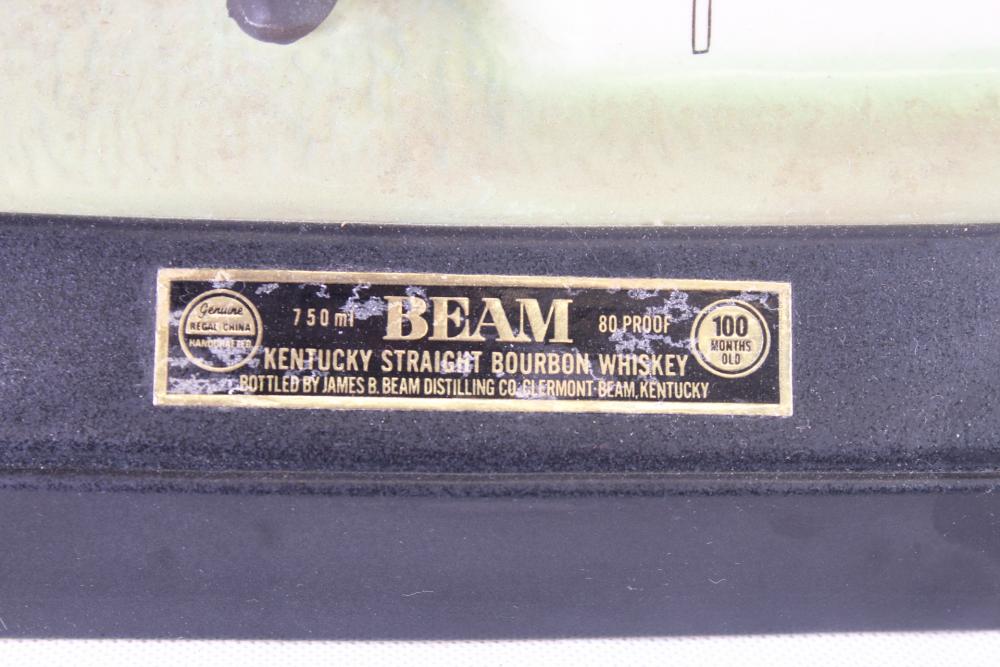 Genuine
REGAL CHINA
HANDCRAFTED
750 ml BEAM 80 PROOF
100
MONTHS
OLD
KENTUCKY STRAIGHT BOURBON WHISKEY
BOTTLED BY JAMES B. BEAM DISTILLING CO. CLERMONT-BEAM, KENTUCKY